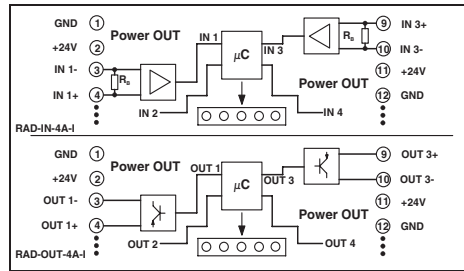 GND 1 Power OUT IN 1 μC IN 3 9 IN 3+
+24V 2 RB 10 IN 3-
IN 1- 3 RB Power OUT 11 +24V
IN 1+ 4 12 GND
IN 2 IN 4
RAD-IN-4A-I
GND 1 Power OUT OUT 1 μC OUT 3 9 OUT 3+
+24V 2 10 OUT 3-
OUT 1- 3 Power OUT 11 +24V
OUT 1+ 4 12 GND
OUT 2 OUT 4
RAD-OUT-4A-I